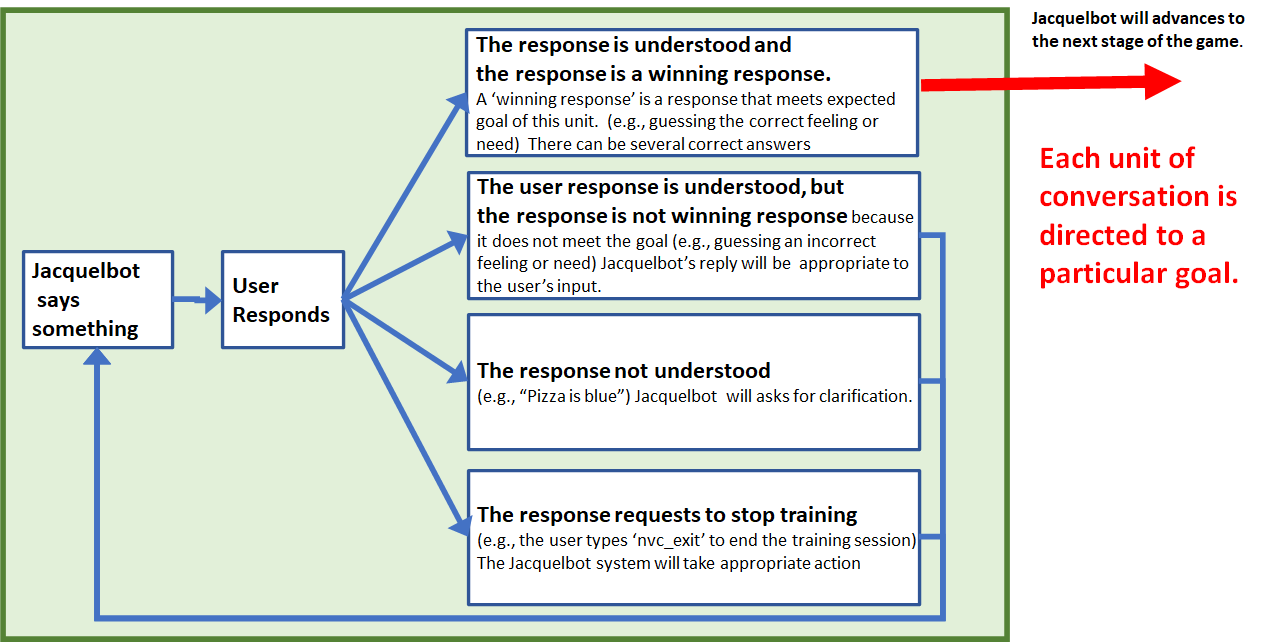 Jacquelbot will advances to
the next stage of the game.
The response is understood and
the response is a winning response.
A ‘winning response’ is a response that meets expected
goal of this unit.  (e.g., guessing the correct feeling or
need)  There can be several correct answers
Each unit of
conversation is
directed to a
particular goal.
The user response is understood, but
the response is not winning response because
it does not meet the goal (e.g., guessing an incorrect
feeling or need) Jacquelbot’s reply will be  appropriate to
the user’s input.
Jacquelbot
says
something
User
Responds
The response not understood
(e.g., “Pizza is blue”) Jacquelbot  will asks for clarification.
The response requests to stop training
(e.g., the user types ‘nvc_exit’ to end the training session)
The Jacquelbot system will take appropriate action